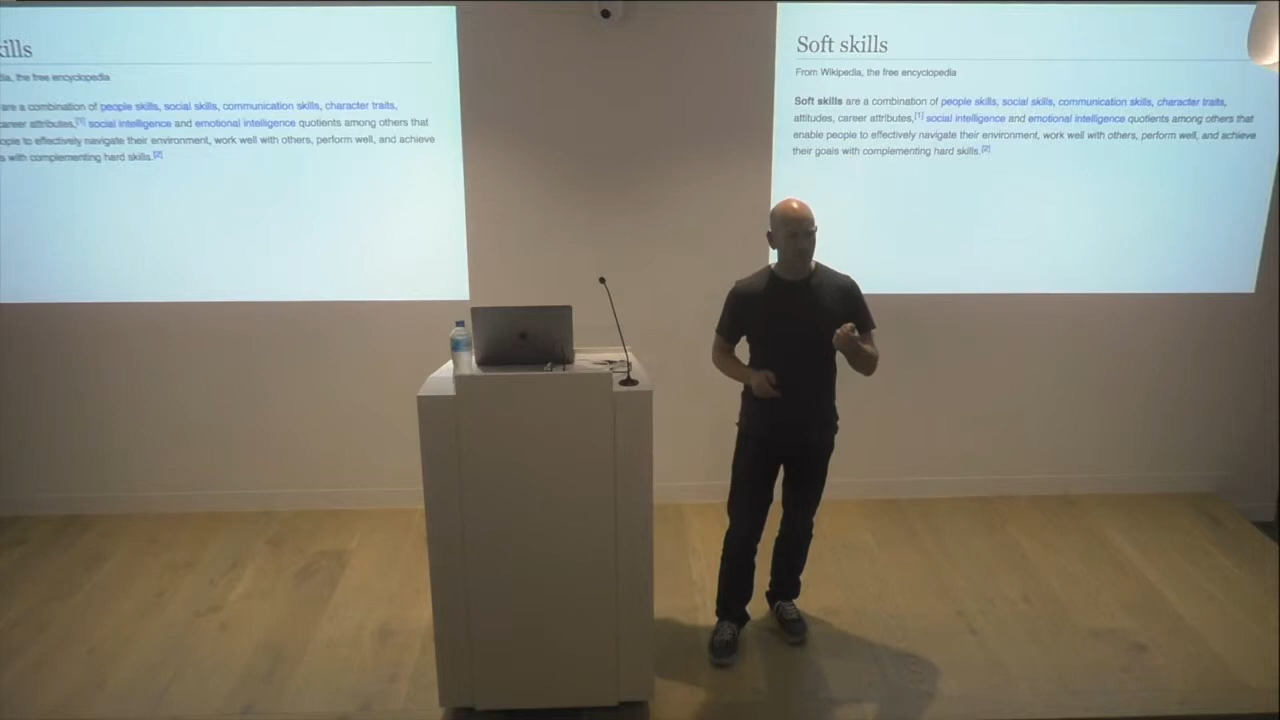 ills
dia, the free encyclopedia
are a combination of people skills, social skills, communication skills, character traits,
career attributes,[1] social intelligence and emotional intelligence quotients among others that
ople to effectively navigate their environment, work well with others, perform well, and achieve
s with complementing hard skills.[2]
Soft skills
From Wikipedia, the free encyclopedia
Soft skills are a combination of people skills, social skills, communication skills, character traits,
attitudes, career attributes,[1] social intelligence and emotional intelligence quotients among others that
enable people to effectively navigate their environment, work well with others, perform well, and achieve
their goals with complementing hard skills.[2]